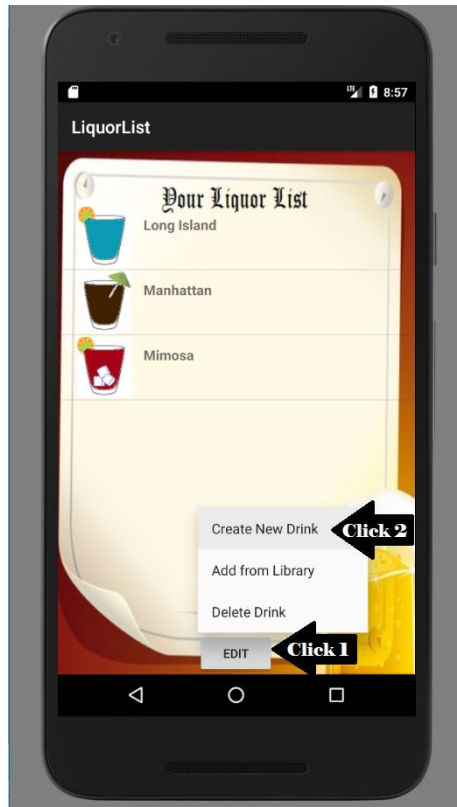 LTE 8:57
LiquorList
Your Liquor List
Long Island
Manhattan
Mimosa
Create New Drink Click 2
Add from Library
Delete Drink
EDIT Click 1